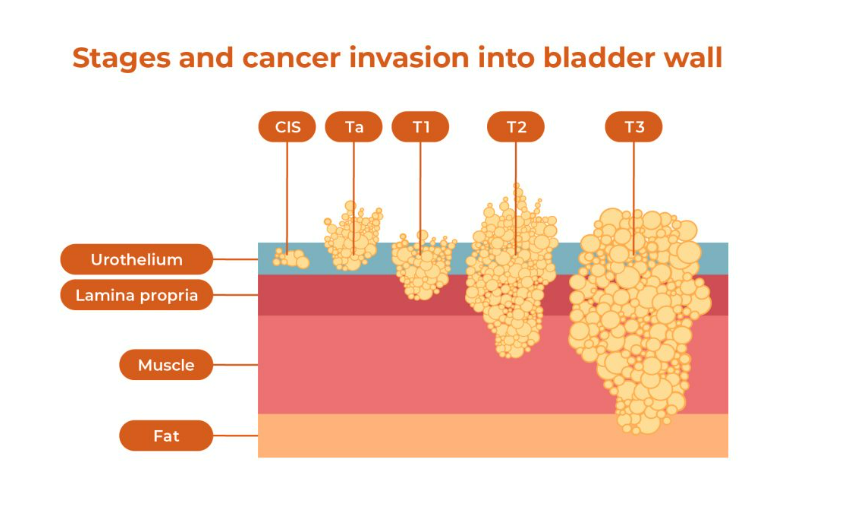 Stages and cancer invasion into bladder wall
CIS
Ta
T1
T2
T3
Urothelium
Lamina propria
Muscle
Fat